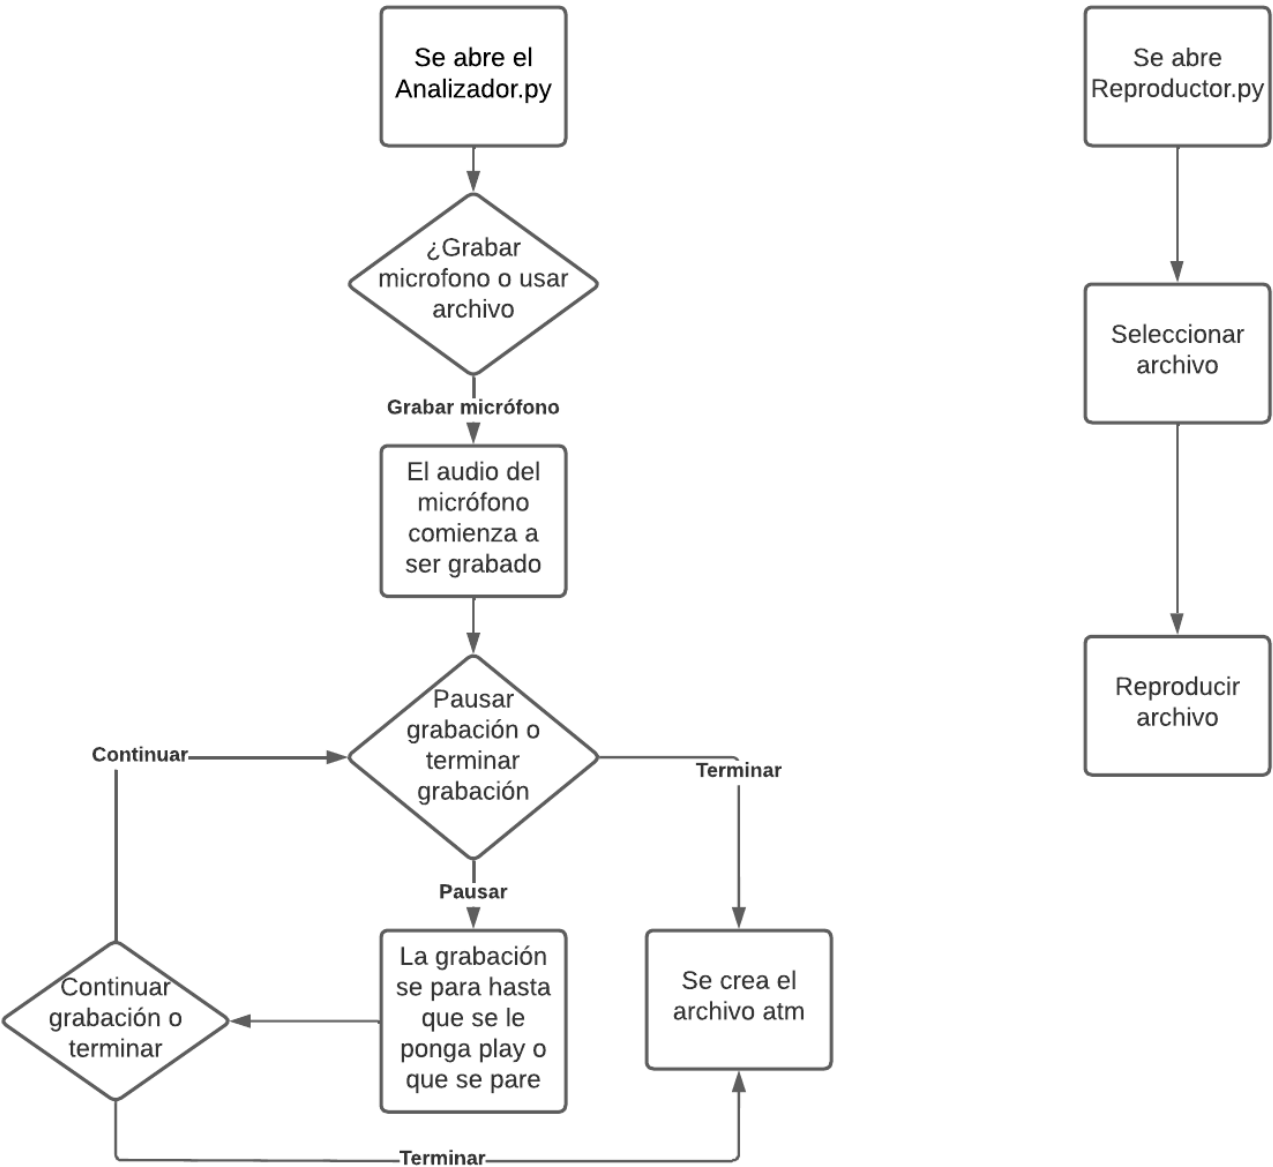 Se abre el
Analizador.py
¿Grabar
microfono o usar
archivo
Grabar micrófono
El audio del
micrófono
comienza a
ser grabado
Pausar
grabación o
terminar
grabación
Continuar
Terminar
Pausar
La grabación
se para hasta
que se le
ponga play o
que se pare
Continuar
grabación o
terminar
Se crea el
archivo atm
Terminar
Se abre
Reproductor.py
Seleccionar
archivo
Reproducir
archivo